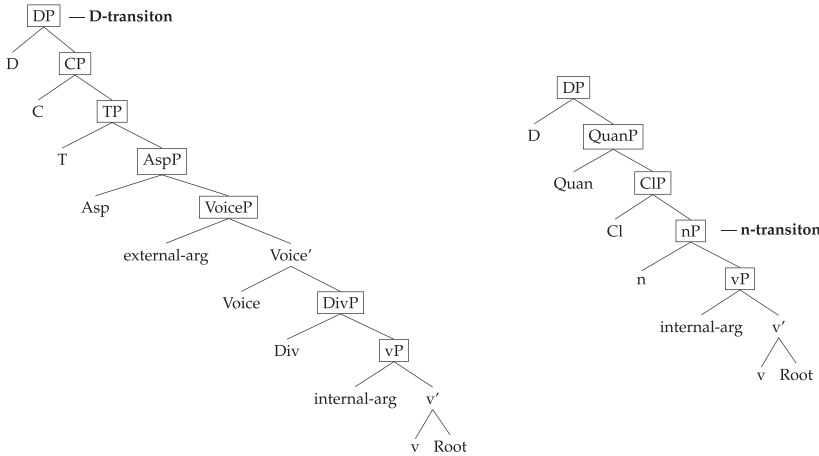 DP — D-transiton
D CP
C TP
T AspP
Asp VoiceP
external-arg Voice'
Voice DivP
Div vP
internal-arg v'
v Root
DP
D QuanP
Quan ClP
Cl nP — n-transiton
n vP
internal-arg v'
v Root